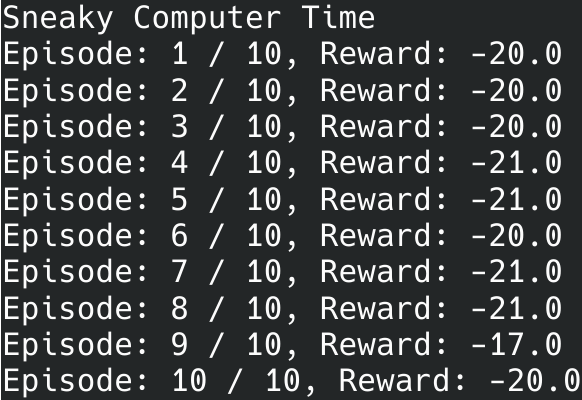 Sneaky Computer Time
Episode: 1 / 10, Reward: -20.0
Episode: 2 / 10, Reward: -20.0
Episode: 3 / 10, Reward: -20.0
Episode: 4 / 10, Reward: -21.0
Episode: 5 / 10, Reward: -21.0
Episode: 6 / 10, Reward: -20.0
Episode: 7 / 10, Reward: -21.0
Episode: 8 / 10, Reward: -21.0
Episode: 9 / 10, Reward: -17.0
Episode: 10 / 10, Reward: -20.0